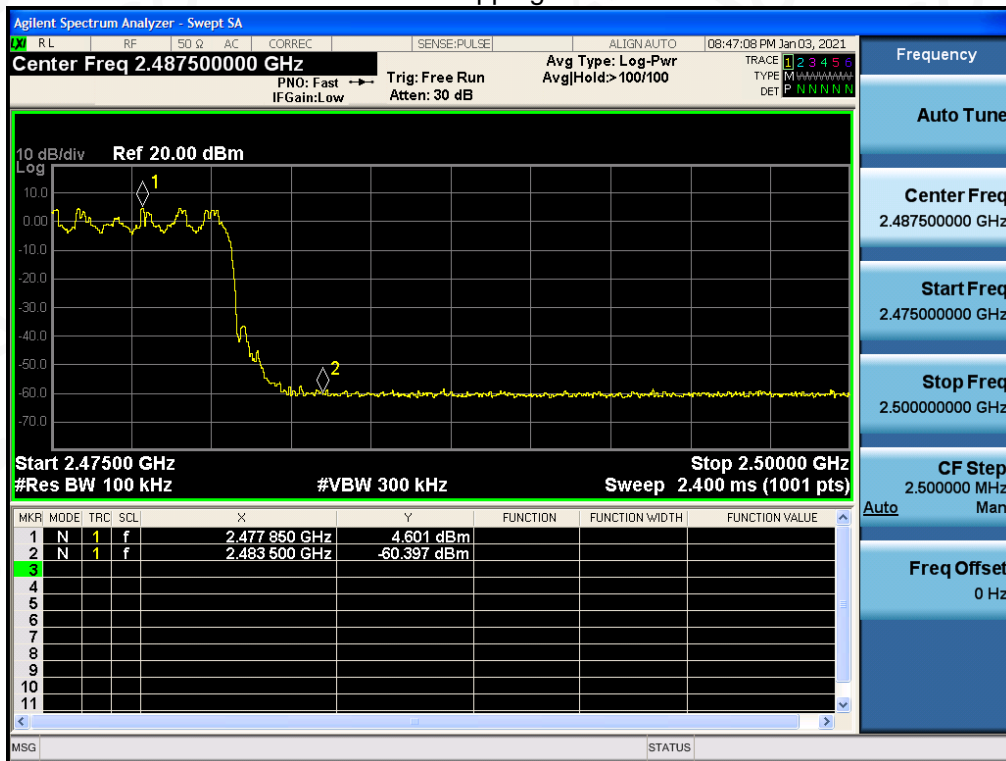 pping
Agilent Spectrum Analyzer - Swept SA
LXI RL RF 50 Ω AC CORREC SENSE:PULSE ALIGN AUTO 08:47:08 PM Jan 03, 2021
Center Freq 2.487500000 GHz
PNO: Fast
IFGain:Low
Trig: Free Run
Atten: 30 dB
Avg Type: Log-Pwr
Avg|Hold:>100/100
TRACE 1 2 3 4 5 6
TYPE M
DET P N N N N N
Frequency
Auto Tune
Center Freq
2.487500000 GHz
Start Freq
2.475000000 GHz
Stop Freq
2.500000000 GHz
CF Step
2.500000 MHz
Auto Man
Freq Offset
0 Hz
10 dB/div Ref 20.00 dBm
Log
10.0
0.00
-10.0
-20.0
-30.0
-40.0
-50.0
-60.0
-70.0
1
2
Start 2.47500 GHz Stop 2.50000 GHz
#Res BW 100 kHz #VBW 300 kHz Sweep 2.400 ms (1001 pts)
MKR MODE TRC SCL X Y FUNCTION FUNCTION WIDTH FUNCTION VALUE
1 N 1 f 2.477 850 GHz 4.601 dBm
2 N 1 f 2.483 500 GHz -60.397 dBm
3
4
5
6
7
8
9
10
11
MSG STATUS